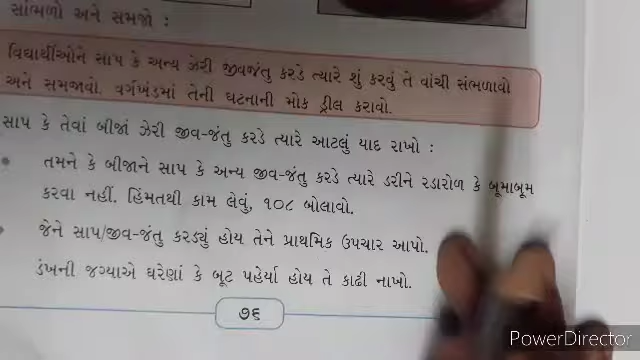 સાંભળો અને સમજો :
વિદ્યાર્થીઓને સાપ કે અન્ય ઝેરી જીવજંતુ કરડે ત્યારે શું કરવું તે વાંચી સંભળાવો
અને સમજાવો. વર્ગખંડમાં તેની ઘટનાની મોક ડ્રીલ કરાવો.
સાપ કે તેવાં બીજાં ઝેરી જીવ-જંતુ કરડે ત્યારે આટલું યાદ રાખો :
તમને કે બીજાને સાપ કે અન્ય જીવ-જંતુ કરડે ત્યારે ડરીને રડારોળ કે બૂમાબૂમ
કરવા નહીં. હિંમતથી કામ લેવું, ૧૦૮ બોલાવો.
જેને સાપ/જીવ-જંતુ કરડ્યું હોય તેને પ્રાથમિક ઉપચાર આપો.
ડંખની જગ્યાએ ઘરેણાં કે બૂટ પહેર્યા હોય તે કાઢી નાખો.
૭૬
PowerDirector